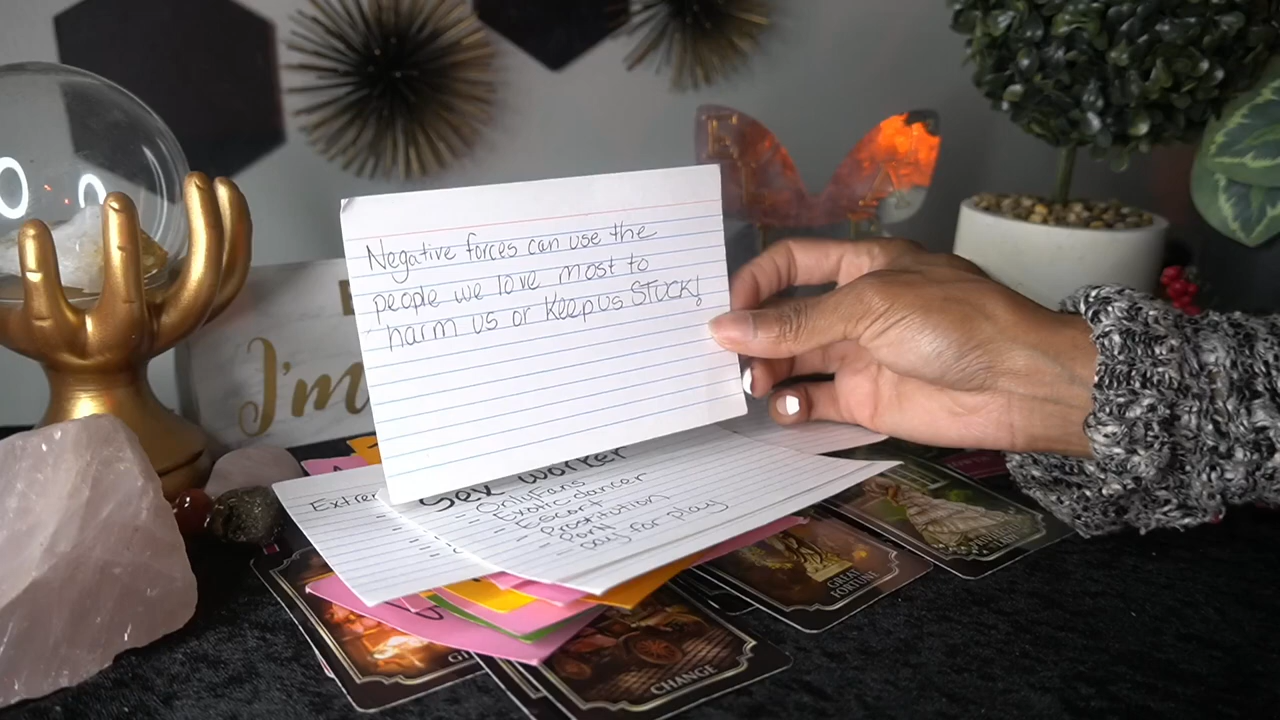 Negative forces can use the
people we love most to
harm us or keep us STUCK!
I'm
Extrem
Sex Worker
- OnlyFans
- Exotic dancer
- Escort
- Prostitution
- Porn
- pay for play
GREAT
FORTUNE
CHANGE